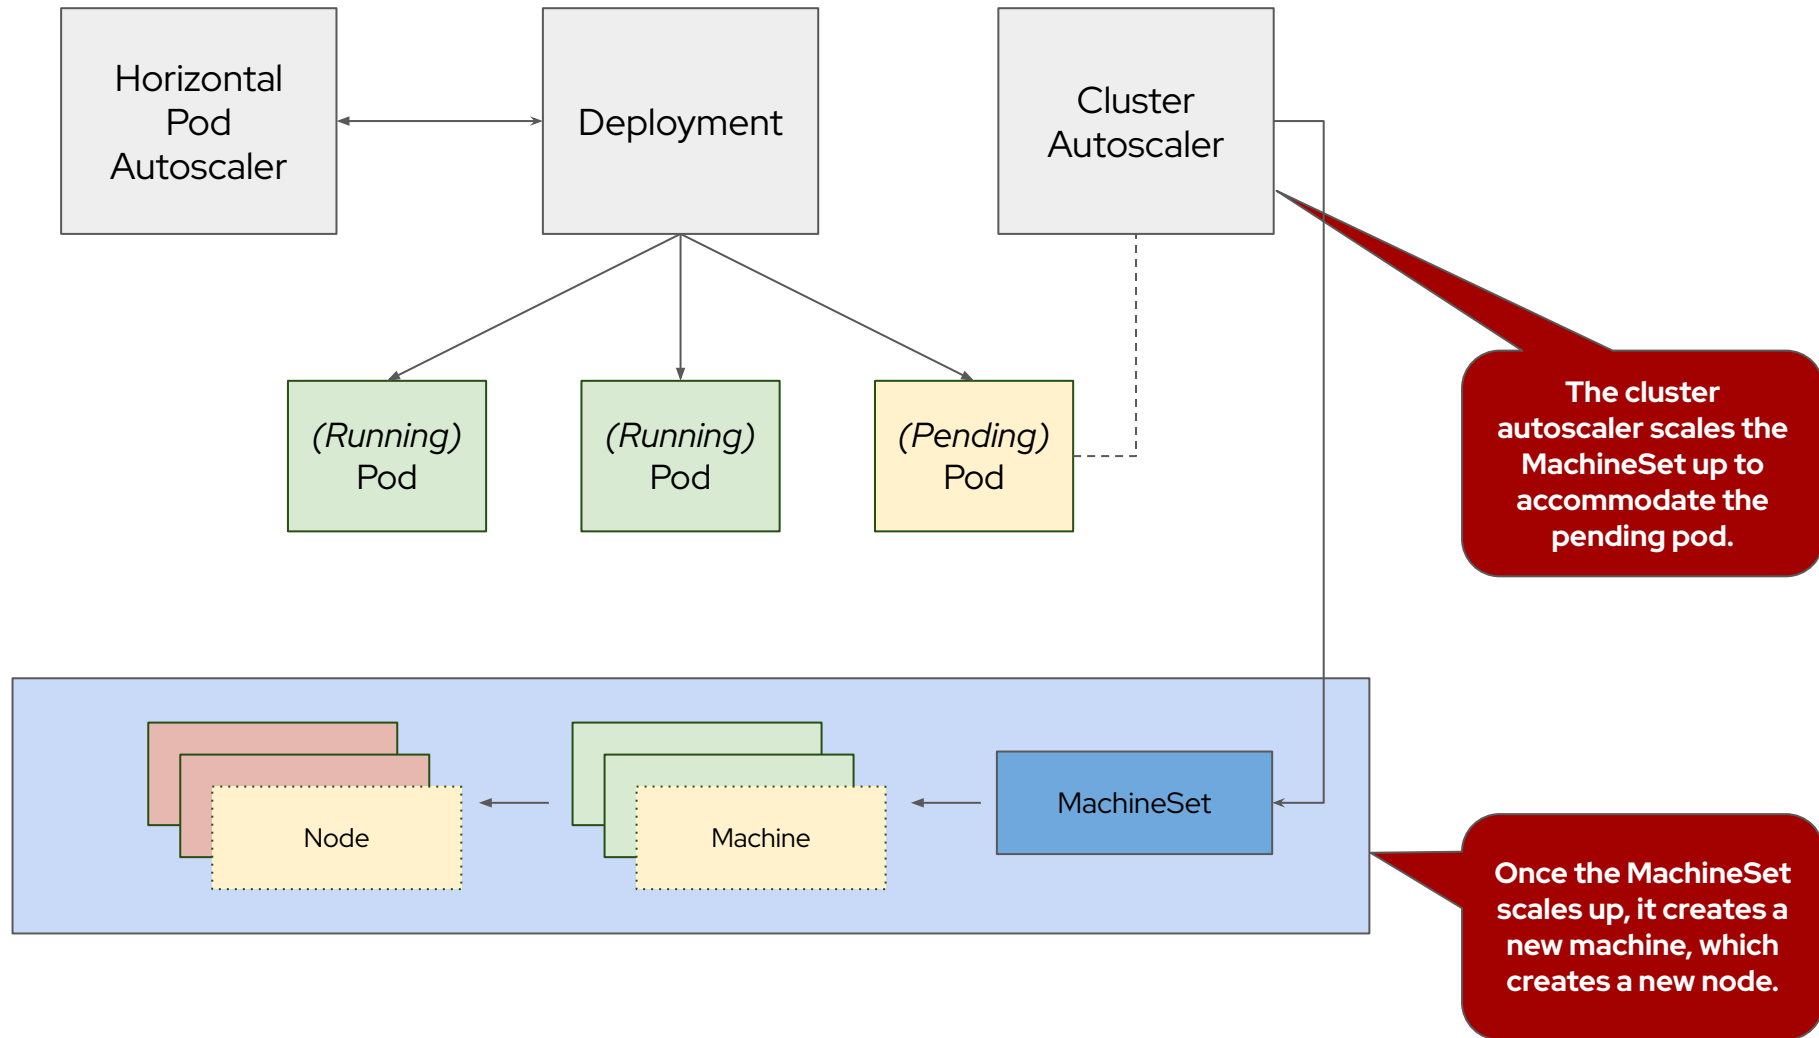 Horizontal
Pod
Autoscaler
Deployment
Cluster
Autoscaler
(Running)
Pod
(Running)
Pod
(Pending)
Pod
The cluster
autoscaler scales the
MachineSet up to
accommodate the
pending pod.
Node
Machine
MachineSet
Once the MachineSet
scales up, it creates a
new machine, which
creates a new node.